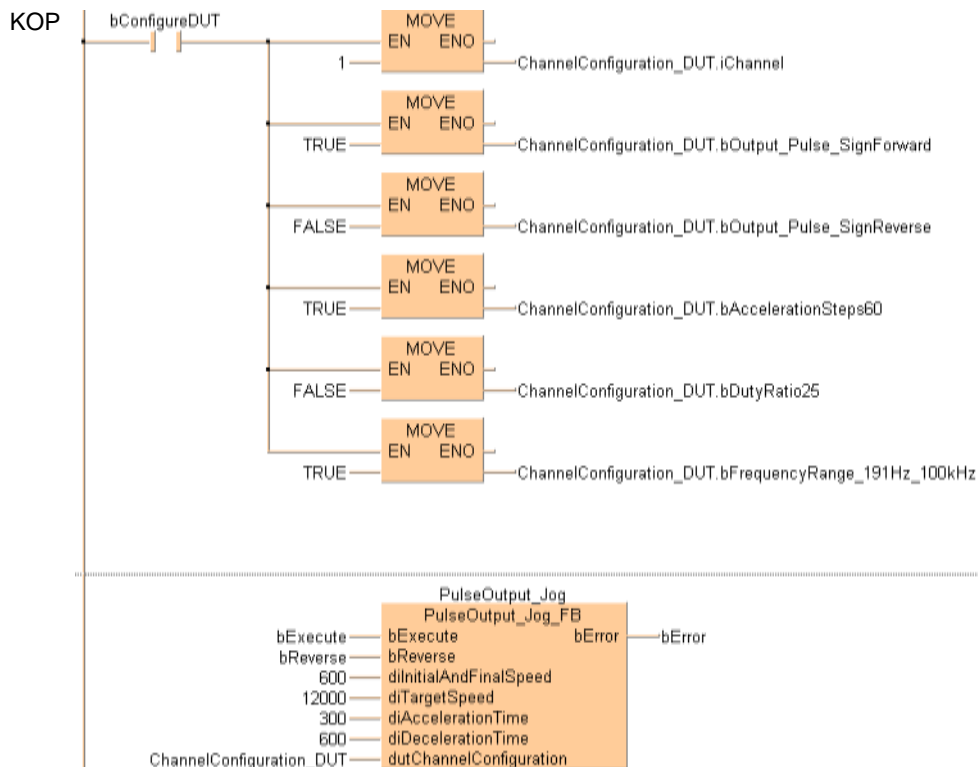 KOP
bConfigureDUT
MOVE
EN ENO
1 ChannelConfiguration_DUT.iChannel
MOVE
EN ENO
TRUE ChannelConfiguration_DUT.bOutput_Pulse_SignForward
MOVE
EN ENO
FALSE ChannelConfiguration_DUT.bOutput_Pulse_SignReverse
MOVE
EN ENO
TRUE ChannelConfiguration_DUT.bAccelerationSteps60
MOVE
EN ENO
FALSE ChannelConfiguration_DUT.bDutyRatio25
MOVE
EN ENO
TRUE ChannelConfiguration_DUT.bFrequencyRange_191Hz_100kHz
PulseOutput_Jog
PulseOutput_Jog_FB
bExecute bExecute bError bError
bReverse bReverse
600 diInitialAndFinalSpeed
12000 diTargetSpeed
300 diAccelerationTime
600 diDecelerationTime
ChannelConfiguration_DUT dutChannelConfiguration